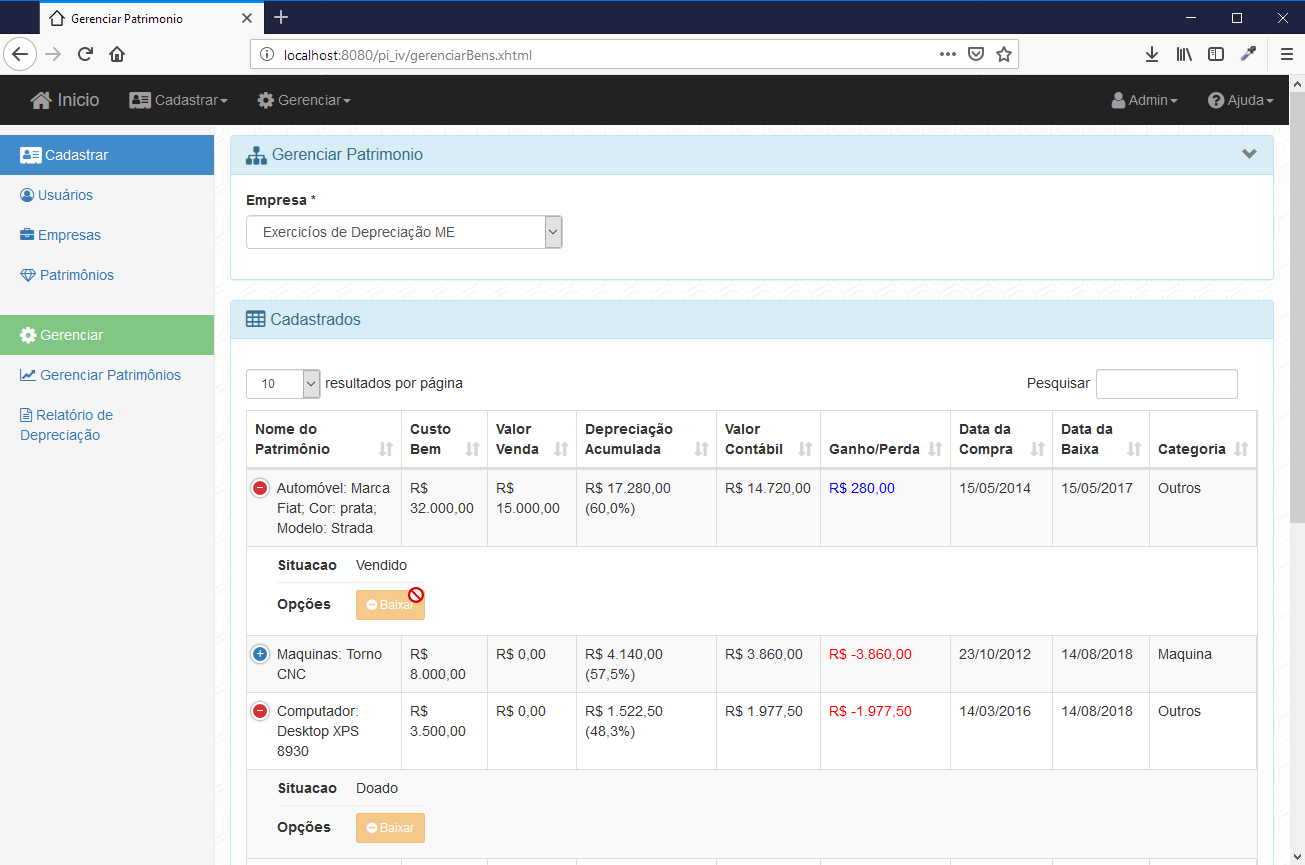 Gerenciar Patrimonio
localhost:8080/pi_iv/gerenciarBens.xhtml
Inicio Cadastrar Gerenciar Admin Ajuda
Cadastrar
Usuários
Empresas
Patrimônios
Gerenciar
Gerenciar Patrimônios
Relatório de
Depreciação
Gerenciar Patrimonio
Empresa *
Exercicíos de Depreciação ME
Cadastrados
10 resultados por página Pesquisar
Nome do Custo Valor Depreciação Valor Data da Data da
Patrimônio Bem Venda Acumulada Contábil Ganho/Perda Compra Baixa Categoria
Automóvel: Marca R$ R$ R$ 17.280,00 R$ 14.720,00 R$ 280,00 15/05/2014 15/05/2017 Outros
Fiat; Cor: prata; 32.000,00 15.000,00 (60,0%)
Modelo: Strada
Situacao Vendido
Opções Baixar
Maquinas: Torno R$ R$ 0,00 R$ 4.140,00 R$ 3.860,00 R$ -3.860,00 23/10/2012 14/08/2018 Maquina
CNC 8.000,00 (57,5%)
Computador: R$ R$ 0,00 R$ 1.522,50 R$ 1.977,50 R$ -1.977,50 14/03/2016 14/08/2018 Outros
Desktop XPS 3.500,00 (48,3%)
8930
Situacao Doado
Opções Baixar